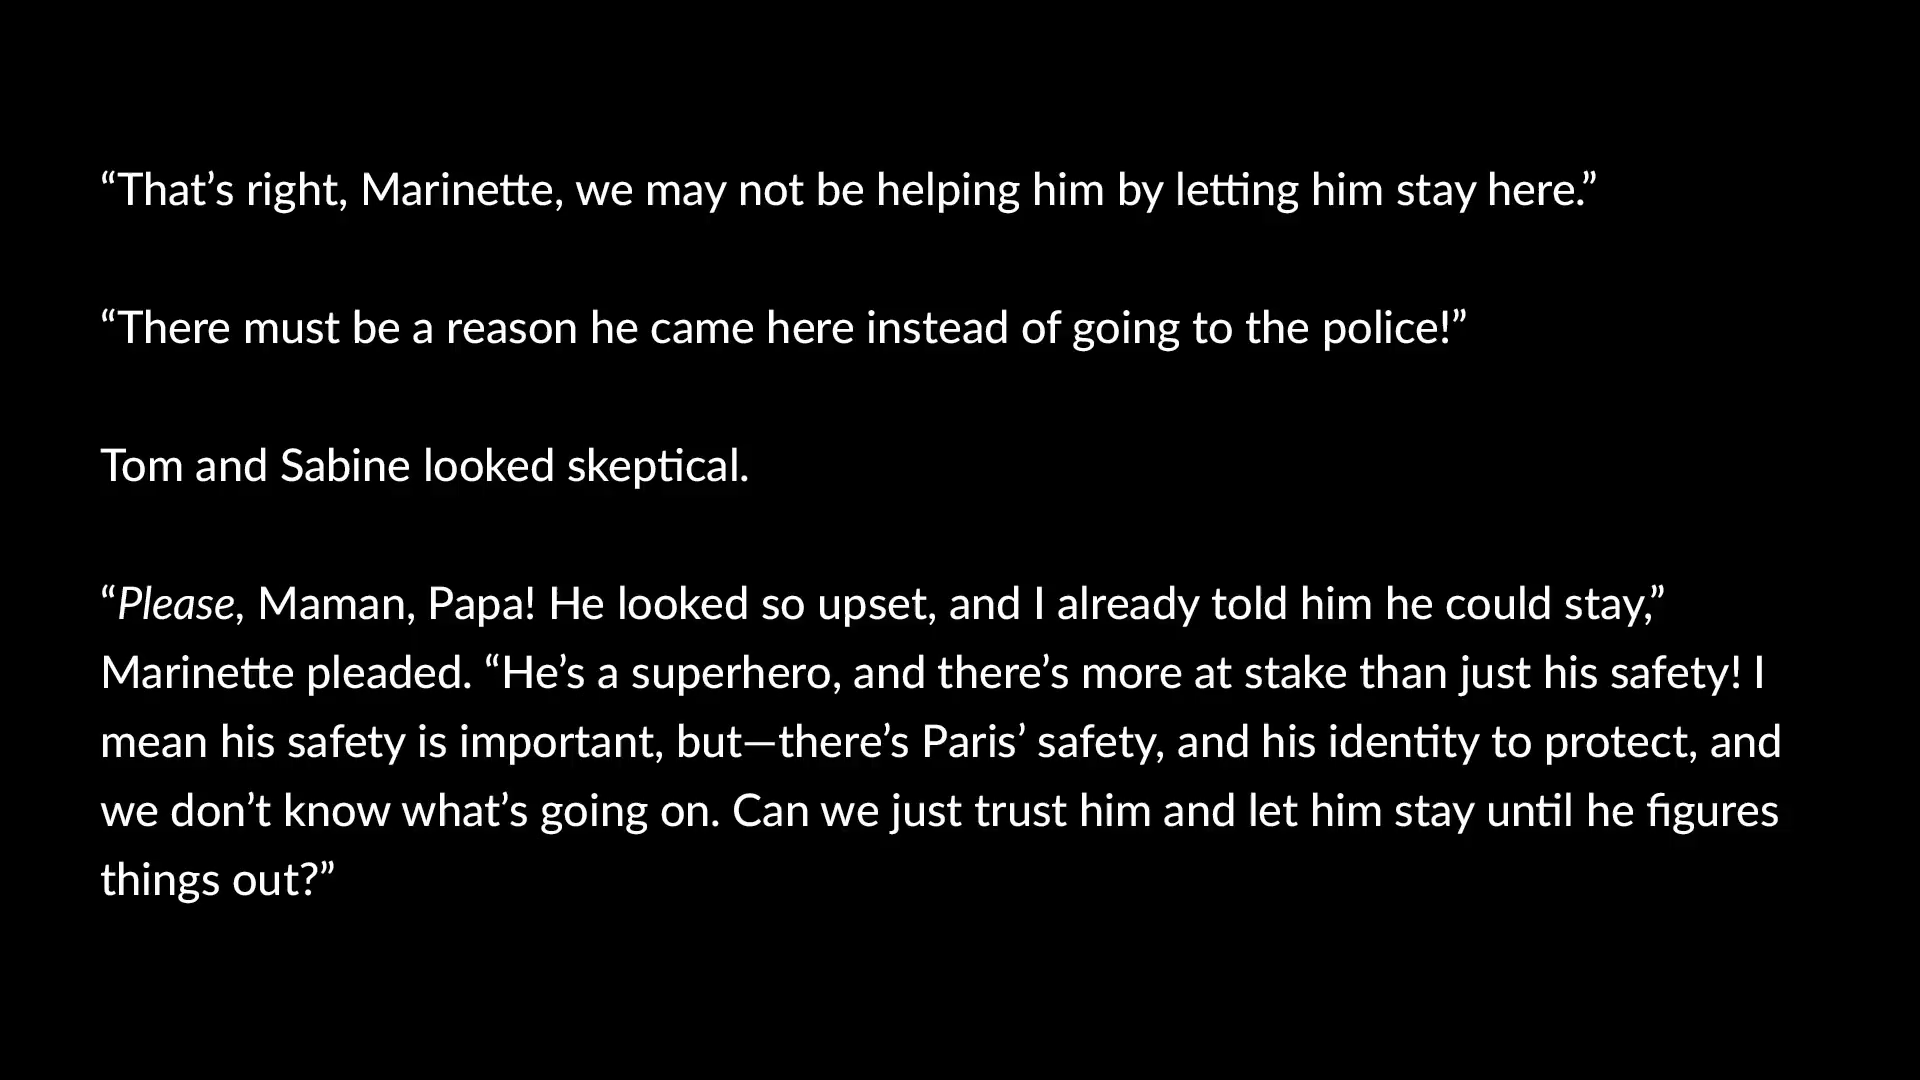 “That’s right, Marinette, we may not be helping him by letting him stay here.”
“There must be a reason he came here instead of going to the police!”
Tom and Sabine looked skeptical.
“Please, Maman, Papa! He looked so upset, and I already told him he could stay,”
Marinette pleaded. “He’s a superhero, and there’s more at stake than just his safety! I
mean his safety is important, but—there’s Paris’ safety, and his identity to protect, and
we don’t know what’s going on. Can we just trust him and let him stay until he figures
things out?”